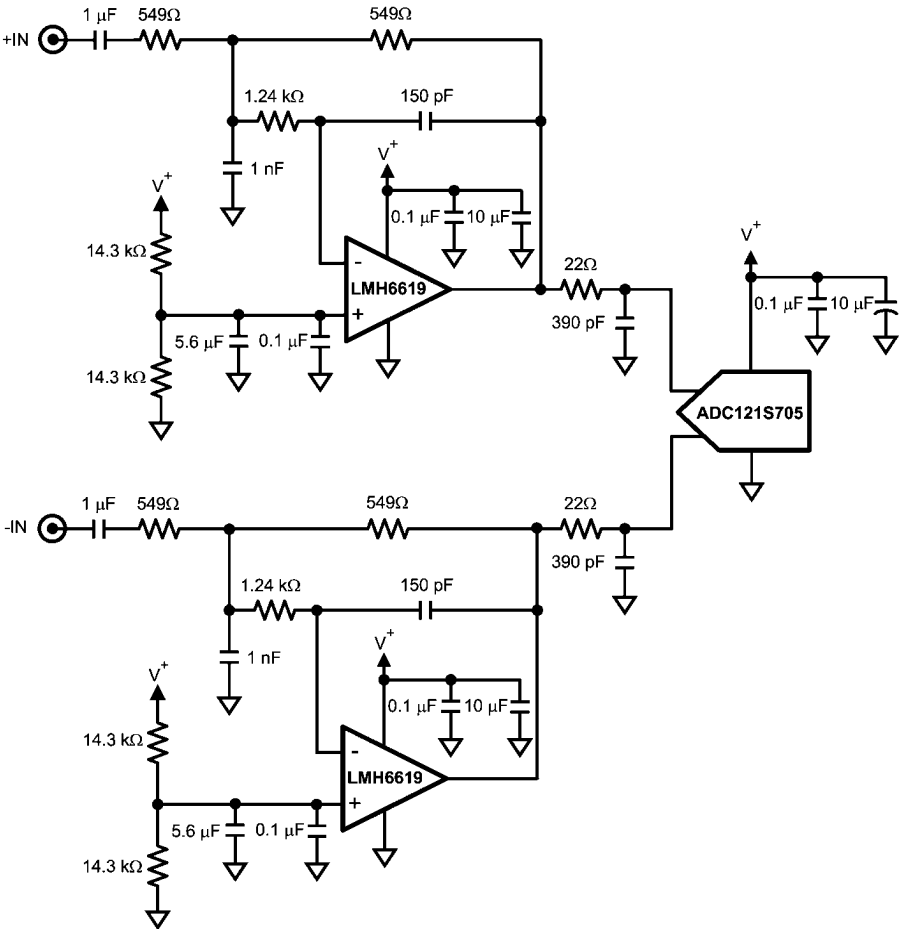 1 μF 549Ω 549Ω
+IN
1.24 kΩ 150 pF
1 nF
V+
V+
0.1 μF 10 μF
14.3 kΩ
V+
-
LMH6619
+
22Ω
0.1 μF 10 μF
5.6 μF 0.1 μF
390 pF
14.3 kΩ
ADC121S705
1 μF 549Ω 549Ω 22Ω
-IN
390 pF
1.24 kΩ 150 pF
1 nF
V+
V+
0.1 μF 10 μF
14.3 kΩ
-
LMH6619
+
5.6 μF 0.1 μF
14.3 kΩ